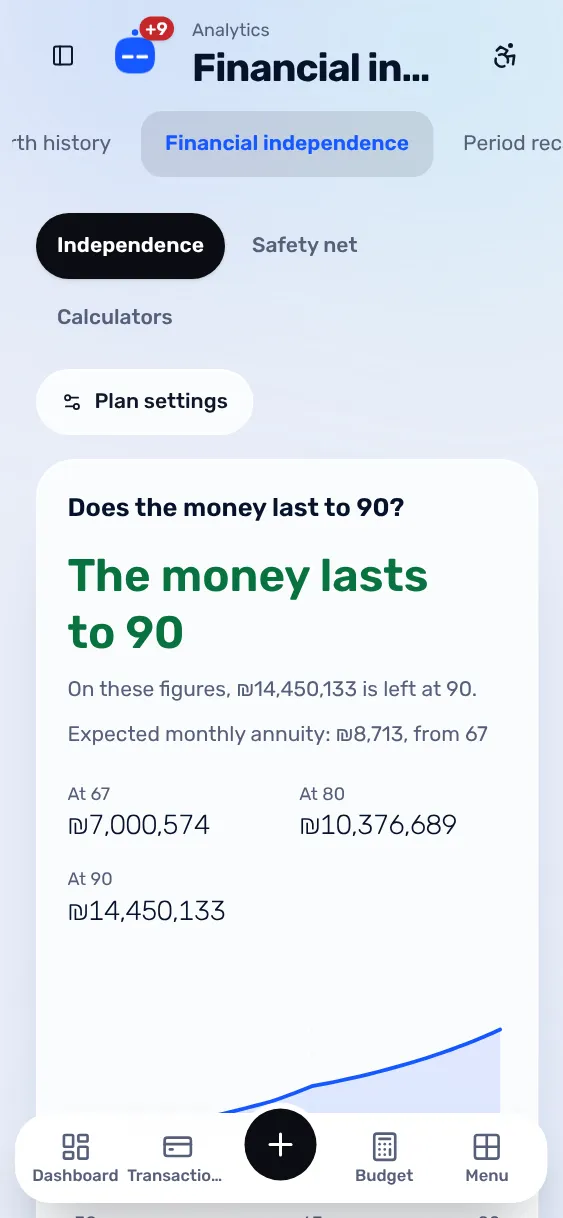 +9
Analytics
Financial in...
rth history
Financial independence
Period rec
Independence
Safety net
Calculators
Plan settings
Does the money last to 90?
The money lasts
to 90
On these figures, ₪14,450,133 is left at 90.
Expected monthly annuity: ₪8,713, from 67
At 67
At 80
₪7,000,574
₪10,376,689
At 90
₪14,450,133
Dashboard
Transactio...
Budget
Menu